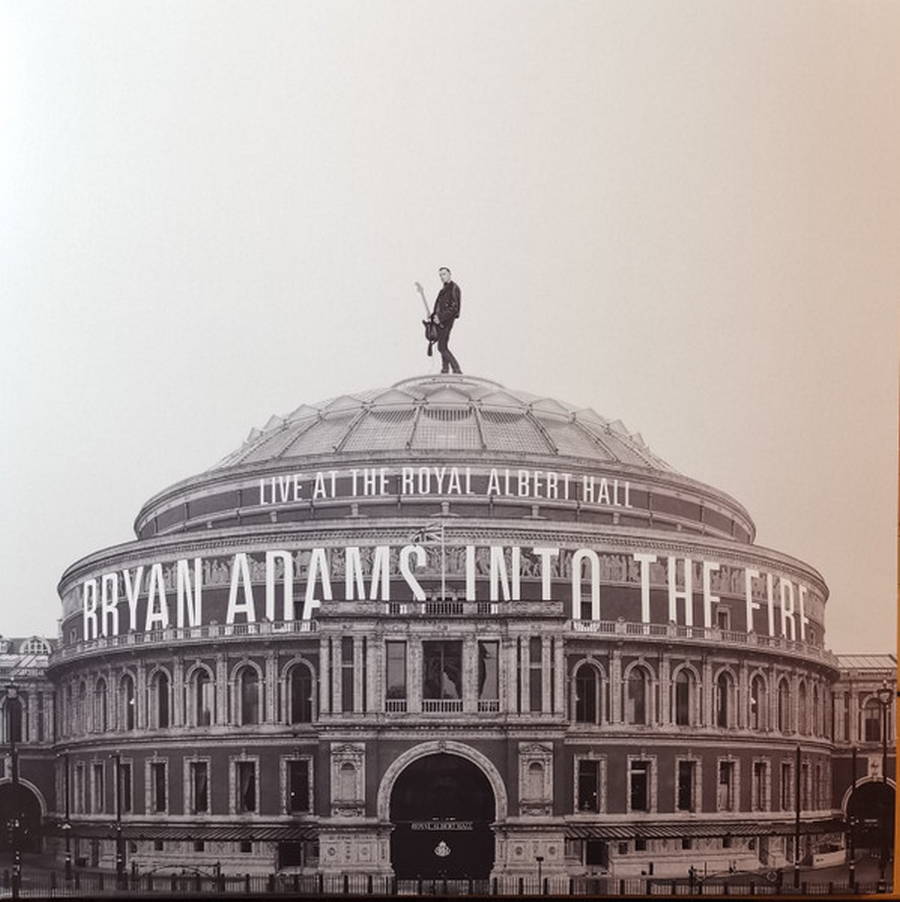 LIVE AT THE ROYAL ALBERT HALL
BRYAN ADAMS INTO THE FIRE
ROYAL ALBERT HALL